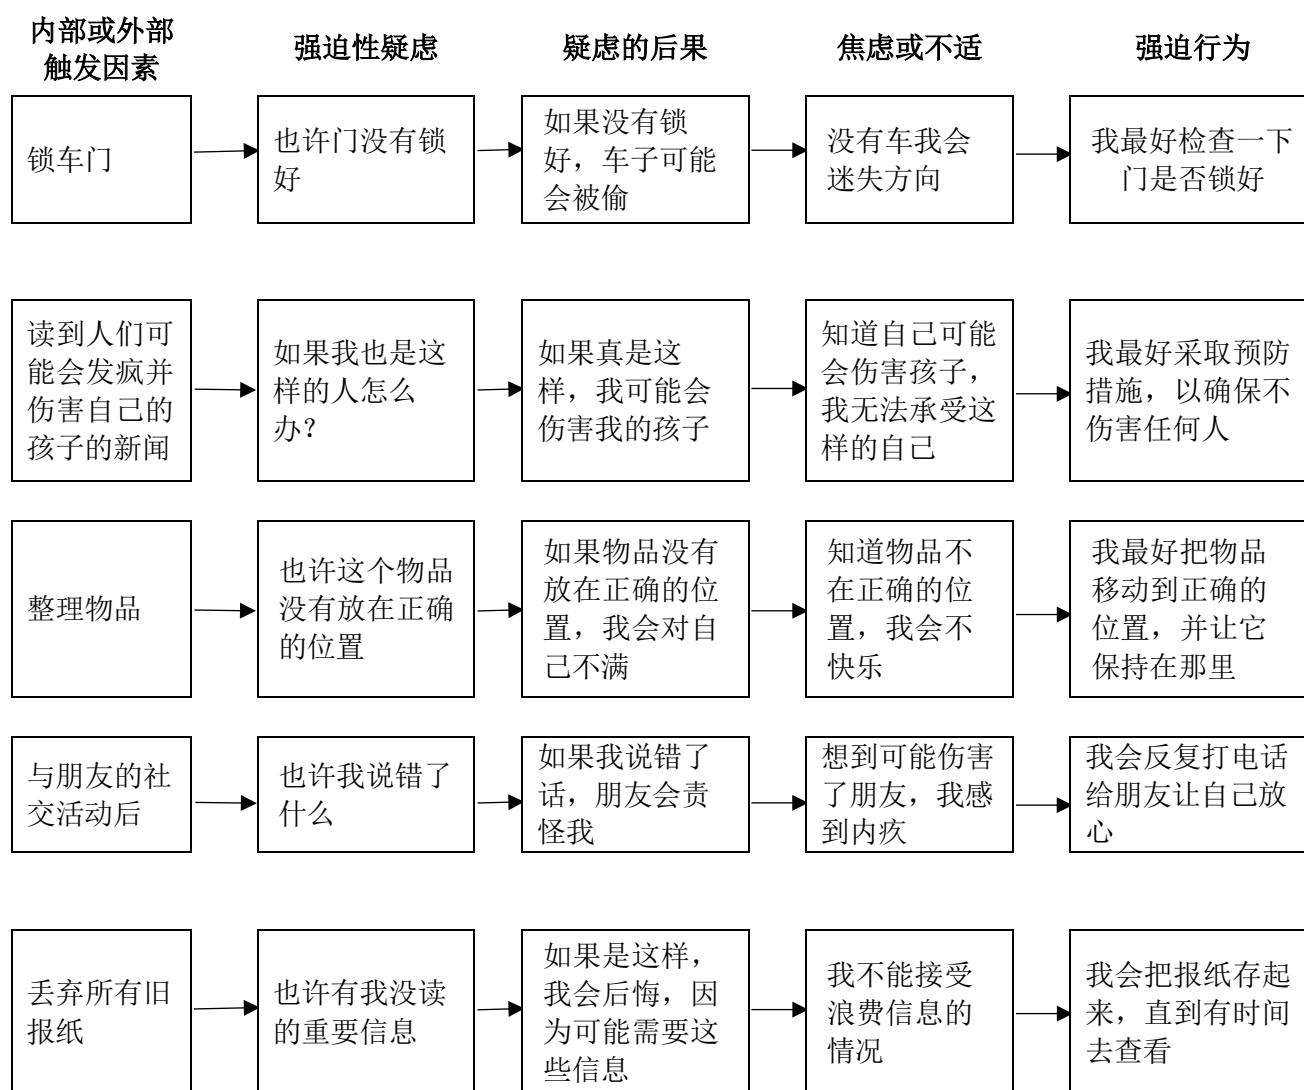 内部或外部
触发因素
强迫性疑虑
疑虑的后果
焦虑或不适
强迫行为
锁车门
也许门没有锁
好
如果没有锁
好，车子可能
会被偷
没有车我会
迷失方向
我最好检查一下
门是否锁好
读到人们可
能会发疯并
伤害自己的
孩子的新闻
如果我也是这
样的人怎么
办？
如果真是这
样，我可能会
伤害我的孩子
知道自己可能
会伤害孩子，
我无法承受这
样的自己
我最好采取预防
措施，以确保不
伤害任何人
整理物品
也许这个物品
没有放在正确
的位置
如果物品没有
放在正确的位
置，我会对自
己不满
知道物品不
在正确的位
置，我会不
快乐
我最好把物品
移动到正确的
位置，并让它
保持在那里
与朋友的社
交活动后
也许我说错了
什么
如果我说错了
话，朋友会责
怪我
想到可能伤害
了朋友，我感
到内疚
我会反复打电话
给朋友让自己放
心
丢弃所有旧
报纸
也许有我没读
的重要信息
如果是这样，
我会后悔，因
为可能需要这
些信息
我不能接受
浪费信息的
情况
我会把报纸存起
来，直到有时间
去查看